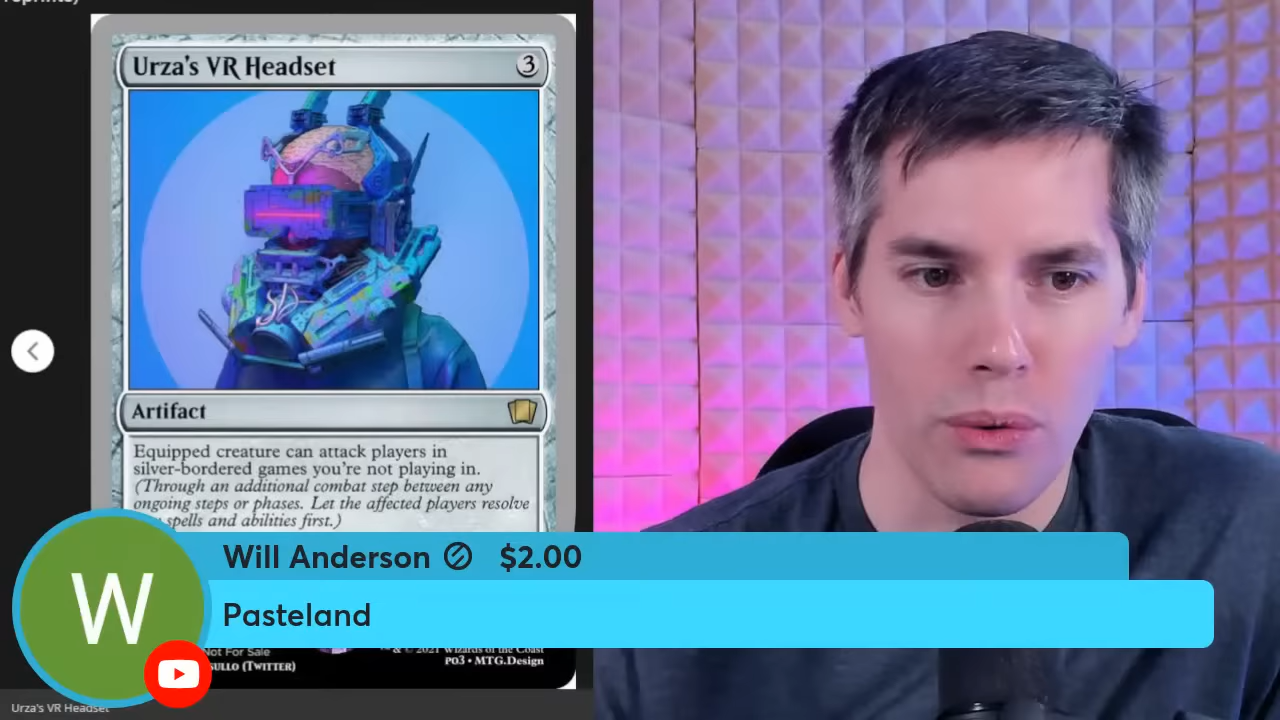 Urza's VR Headset 3
Artifact
Equipped creature can attack players in
silver-bordered games you're not playing in.
(Through an additional combat step between any
ongoing steps or phases. Let the affected players resolve
spells and abilities first.)
Will Anderson $2.00
W
Pasteland
Not For Sale
™ & © 2021 Wizards of the Coast
(TWITTER)
P03 • MTG.Design
Urza's VR Headset